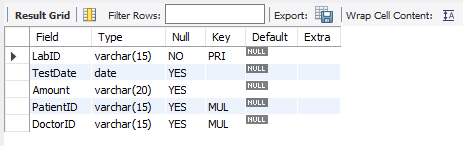 Result Grid Filter Rows: Export: Wrap Cell Content: IA
Field Type Null Key Default Extra
LabID varchar(15) NO PRI NULL
TestDate date YES NULL
Amount varchar(20) YES NULL
PatientID varchar(15) YES MUL NULL
DoctorID varchar(15) YES MUL NULL